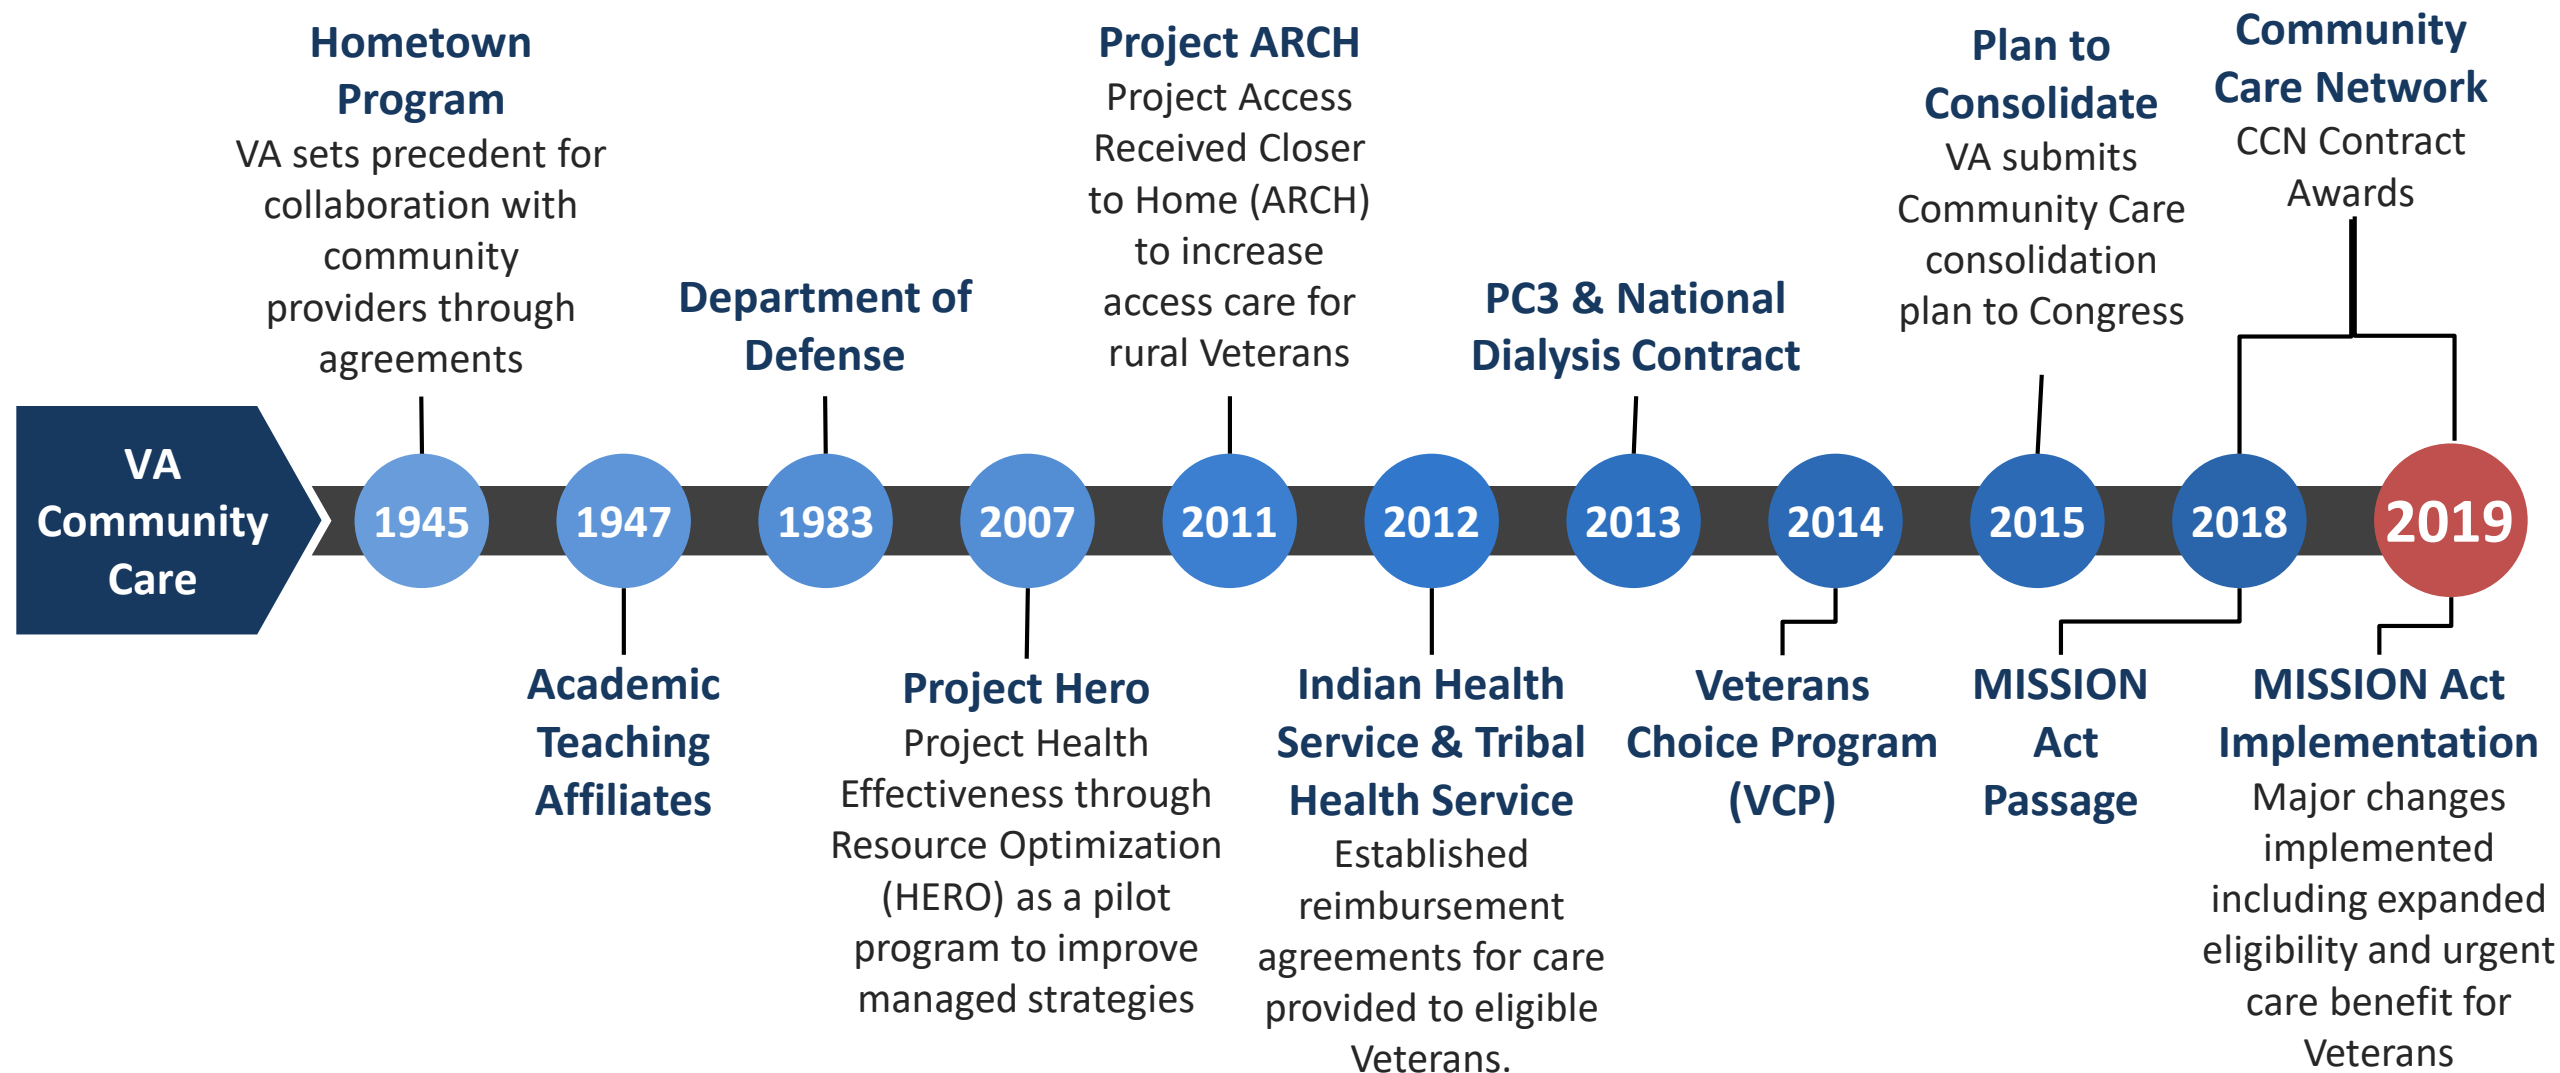 Hometown
Program
VA sets precedent for
collaboration with
community
providers through
agreements
Department of
Defense
Project ARCH
Project Access
Received Closer
to Home (ARCH)
to increase
access care for
rural Veterans
PC3 & National
Dialysis Contract
Plan to
Consolidate
VA submits
Community Care
consolidation
plan to Congress
Community
Care Network
CCN Contract
Awards
VA
Community
Care
1945
1947
1983
2007
2011
2012
2013
2014
2015
2018
2019
Academic
Teaching
Affiliates
Project Hero
Project Health
Effectiveness through
Resource Optimization
(HERO) as a pilot
program to improve
managed strategies
Indian Health
Service & Tribal
Health Service
Established
reimbursement
agreements for care
provided to eligible
Veterans.
Veterans
Choice Program
(VCP)
MISSION
Act
Passage
MISSION Act
Implementation
Major changes
implemented
including expanded
eligibility and urgent
care benefit for
Veterans